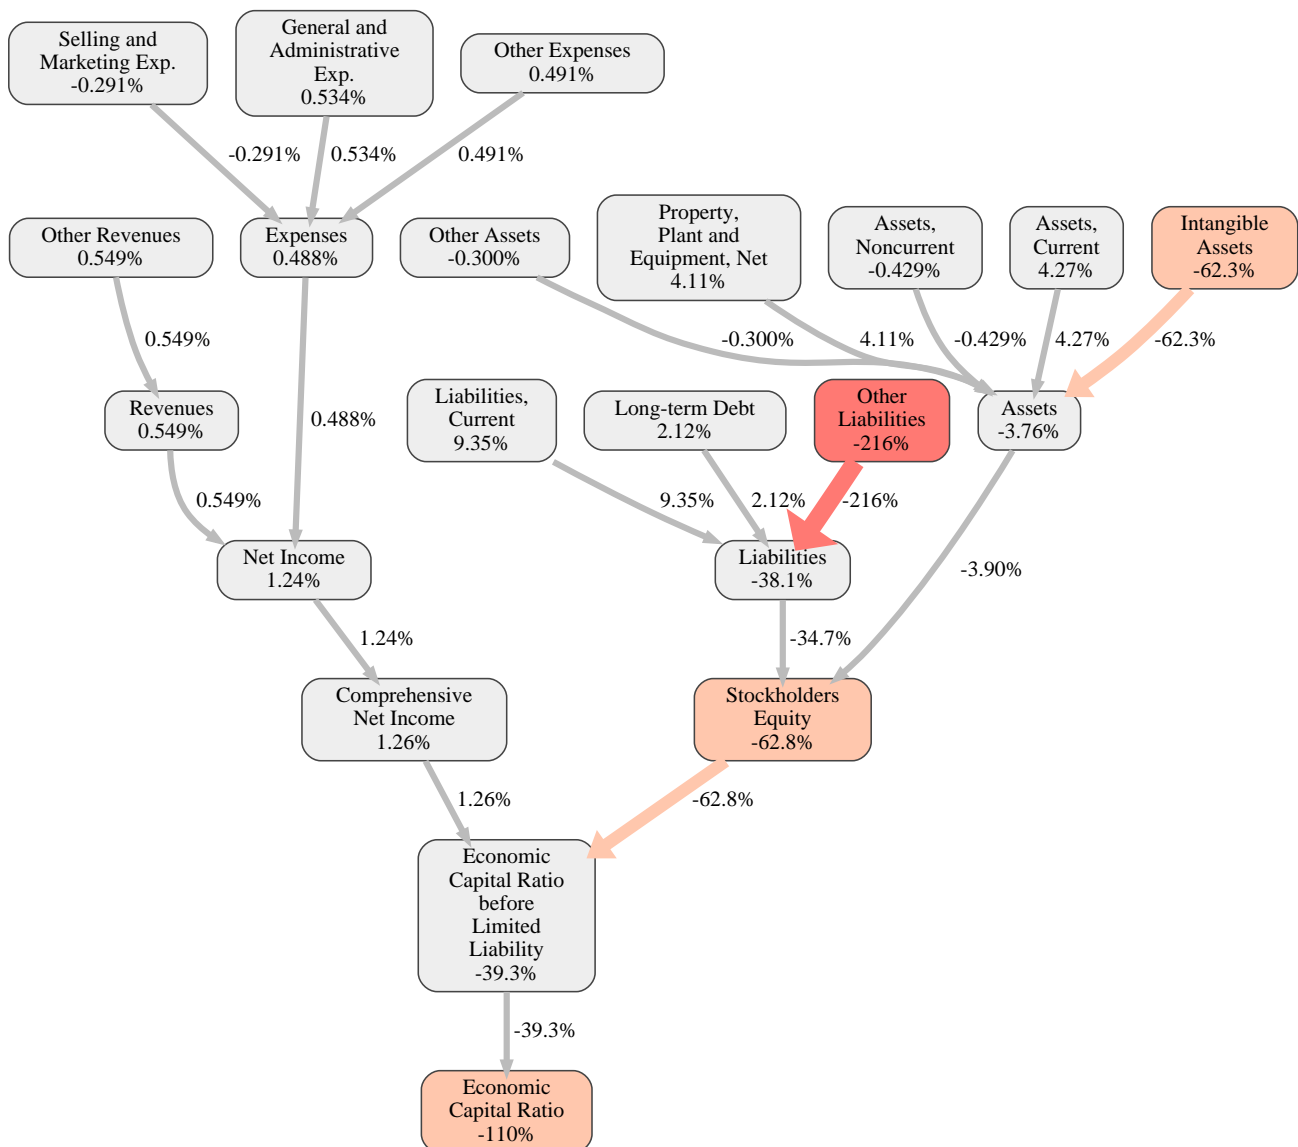 Selling and
Marketing Exp.
-0.291%
General and
Administrative
Exp.
0.534%
Other Expenses
0.491%
-0.291%
0.534%
0.491%
Other Revenues
0.549%
Expenses
0.488%
Other Assets
-0.300%
Property,
Plant and
Equipment, Net
4.11%
Assets,
Noncurrent
-0.429%
Assets,
Current
4.27%
Intangible
Assets
-62.3%
0.549%
-0.300%
4.11%
-0.429%
4.27%
-62.3%
Revenues
0.549%
0.488%
Liabilities,
Current
9.35%
Long-term Debt
2.12%
Other
Liabilities
-216%
Assets
-3.76%
0.549%
9.35%
2.12%
-216%
Net Income
1.24%
Liabilities
-38.1%
-3.90%
1.24%
-34.7%
Comprehensive
Net Income
1.26%
Stockholders
Equity
-62.8%
1.26%
-62.8%
Economic
Capital Ratio
before
Limited
Liability
-39.3%
-39.3%
Economic
Capital Ratio
-110%